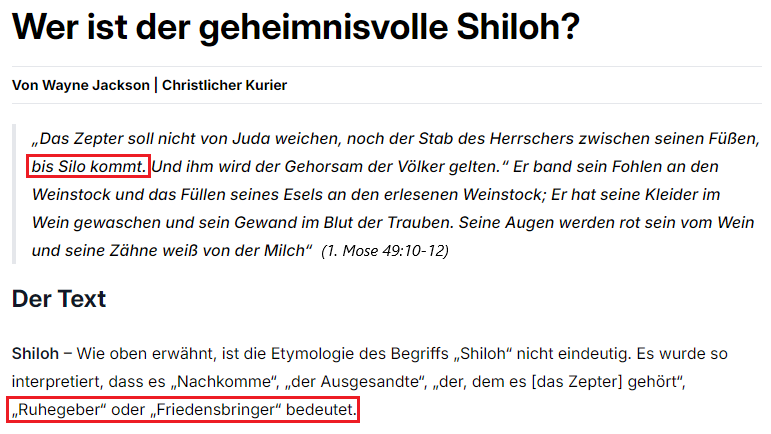 Wer ist der geheimnisvolle Shiloh?
Von Wayne Jackson | Christlicher Kurier
„Das Zepter soll nicht von Juda weichen, noch der Stab des Herrschers zwischen seinen Füßen,
bis Silo kommt. Und ihm wird der Gehorsam der Völker gelten.“ Er band sein Fohlen an den
Weinstock und das Füllen seines Esels an den erlesenen Weinstock; Er hat seine Kleider im
Wein gewaschen und sein Gewand im Blut der Trauben. Seine Augen werden rot sein vom Wein
und seine Zähne weiß von der Milch“ (1. Mose 49:10-12)
Der Text
Shiloh – Wie oben erwähnt, ist die Etymologie des Begriffs „Shiloh“ nicht eindeutig. Es wurde so
interpretiert, dass es „Nachkomme“, „der Ausgesandte“, „der, dem es [das Zepter] gehört“,
„Ruhegeber“ oder „Friedensbringer“ bedeutet.